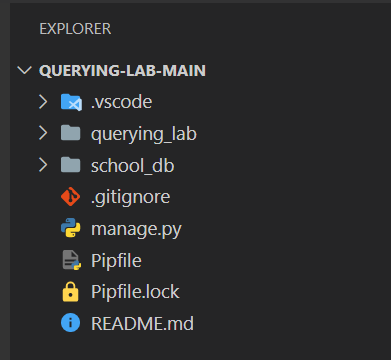 EXPLORER
QUERYING-LAB-MAIN
.vscode
querying_lab
school_db
.gitignore
manage.py
Pipfile
Pipfile.lock
README.md